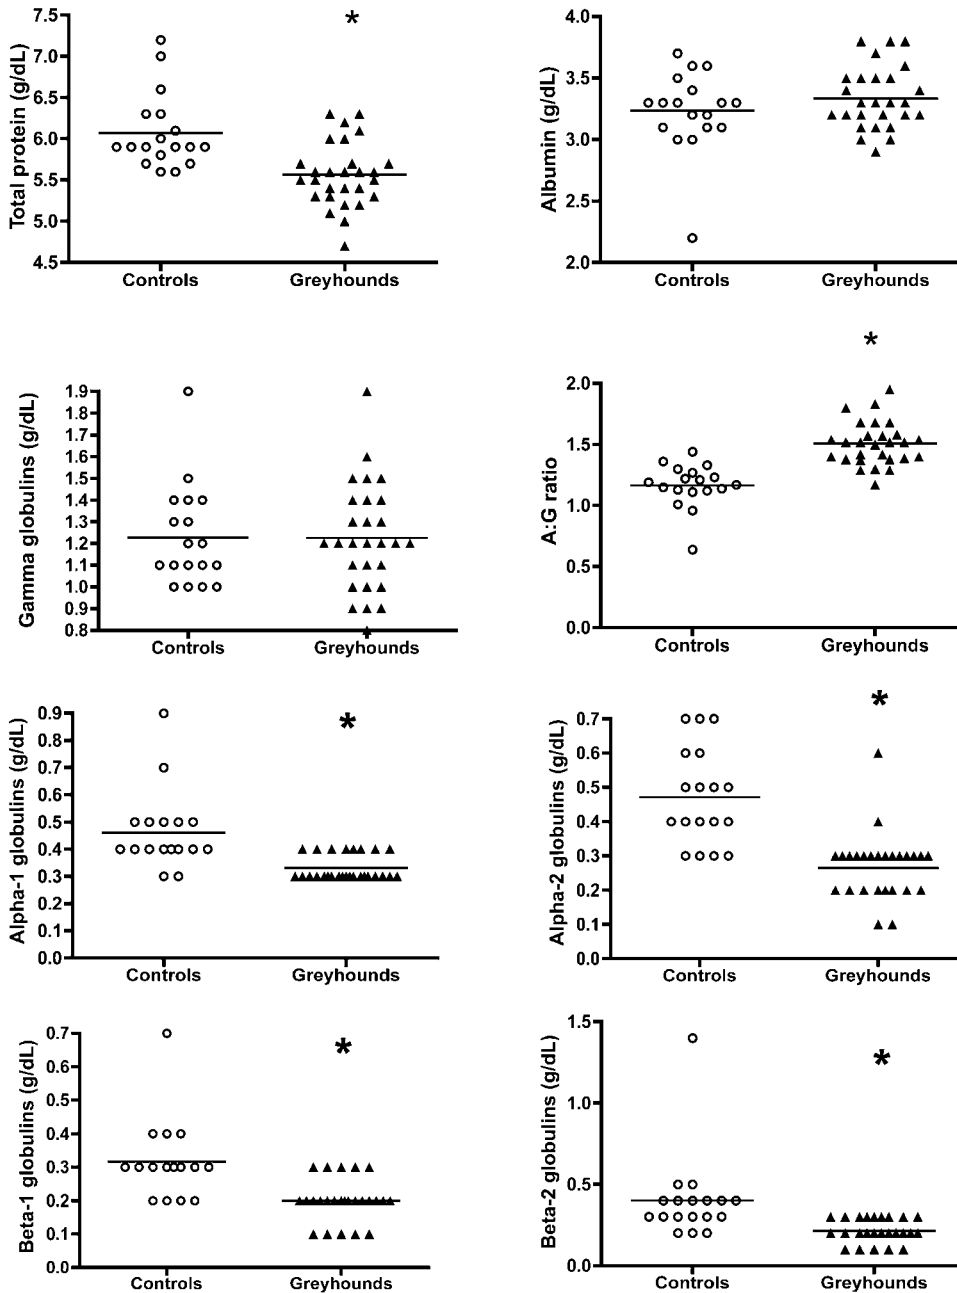 Total protein (g/dL)
7.5
7.0
6.5
6.0
5.5
5.0
4.5
*
Controls
Greyhounds
Albumin (g/dL)
4.0
3.5
3.0
2.5
2.0
Controls
Greyhounds
Gamma globulins (g/dL)
1.9
1.8
1.7
1.6
1.5
1.4
1.3
1.2
1.1
1.0
0.9
0.8
Controls
Greyhounds
A:G ratio
2.0
1.5
1.0
0.5
0.0
*
Controls
Greyhounds
Alpha-1 globulins (g/dL)
0.9
0.8
0.7
0.6
0.5
0.4
0.3
0.2
0.1
0.0
*
Controls
Greyhounds
Alpha-2 globulins (g/dL)
0.7
0.6
0.5
0.4
0.3
0.2
0.1
0.0
*
Controls
Greyhounds
Beta-1 globulins (g/dL)
0.7
0.6
0.5
0.4
0.3
0.2
0.1
0.0
*
Controls
Greyhounds
Beta-2 globulins (g/dL)
1.5
1.0
0.5
0.0
*
Controls
Greyhounds